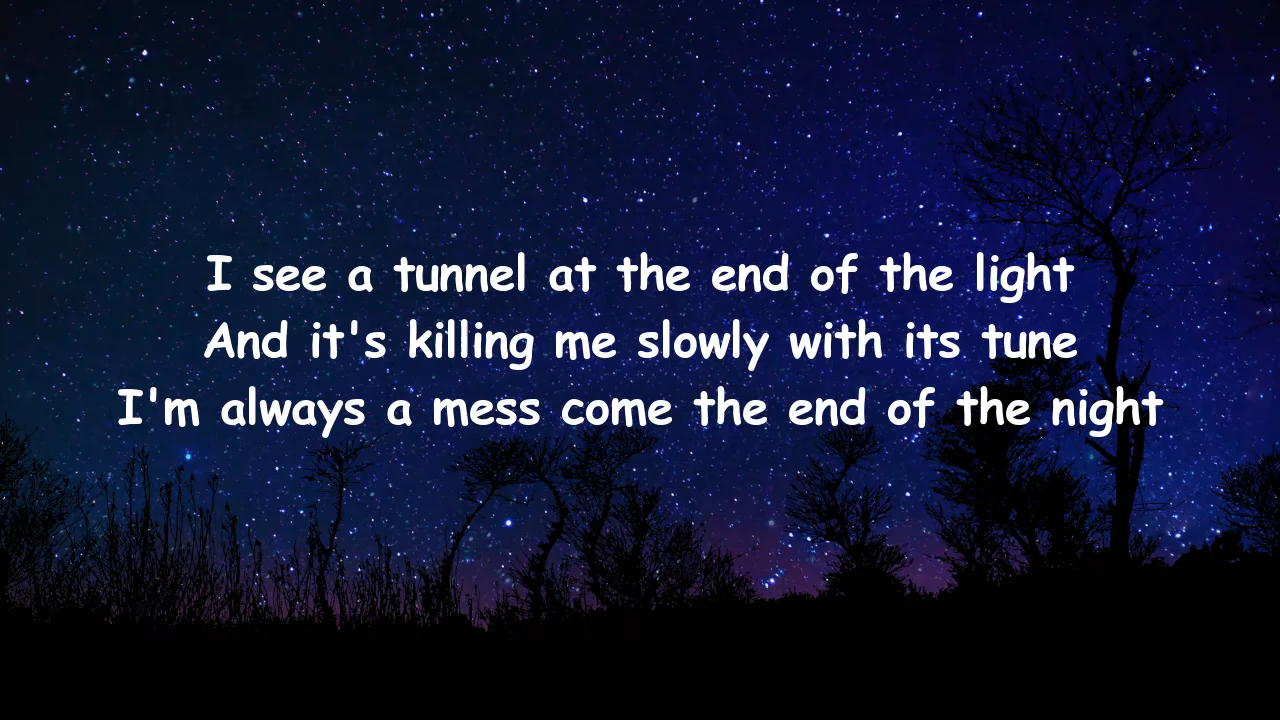 I see a tunnel at the end of the light
And it's killing me slowly with its tune
I'm always a mess come the end of the night